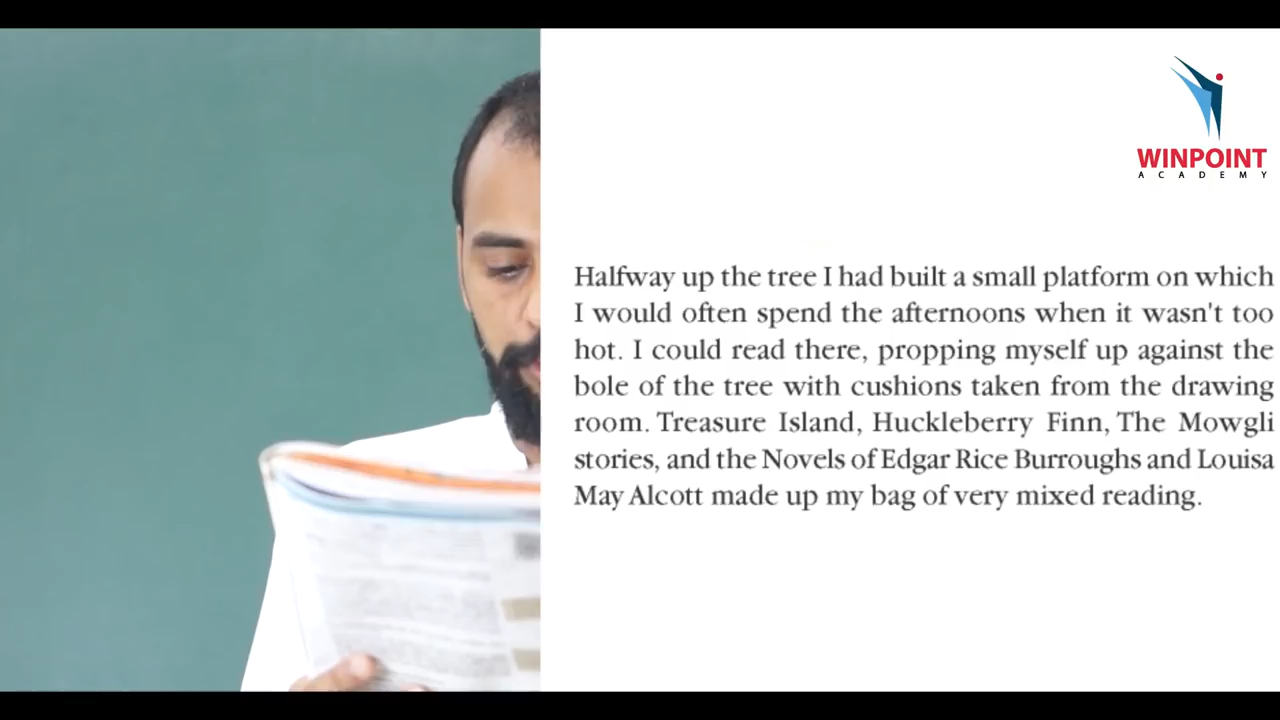 WINPOINT
ACADEMY
Halfway up the tree I had built a small platform on which
I would often spend the afternoons when it wasn't too
hot. I could read there, propping myself up against the
bole of the tree with cushions taken from the drawing
room. Treasure Island, Huckleberry Finn, The Mowgli
stories, and the Novels of Edgar Rice Burroughs and Louisa
May Alcott made up my bag of very mixed reading.